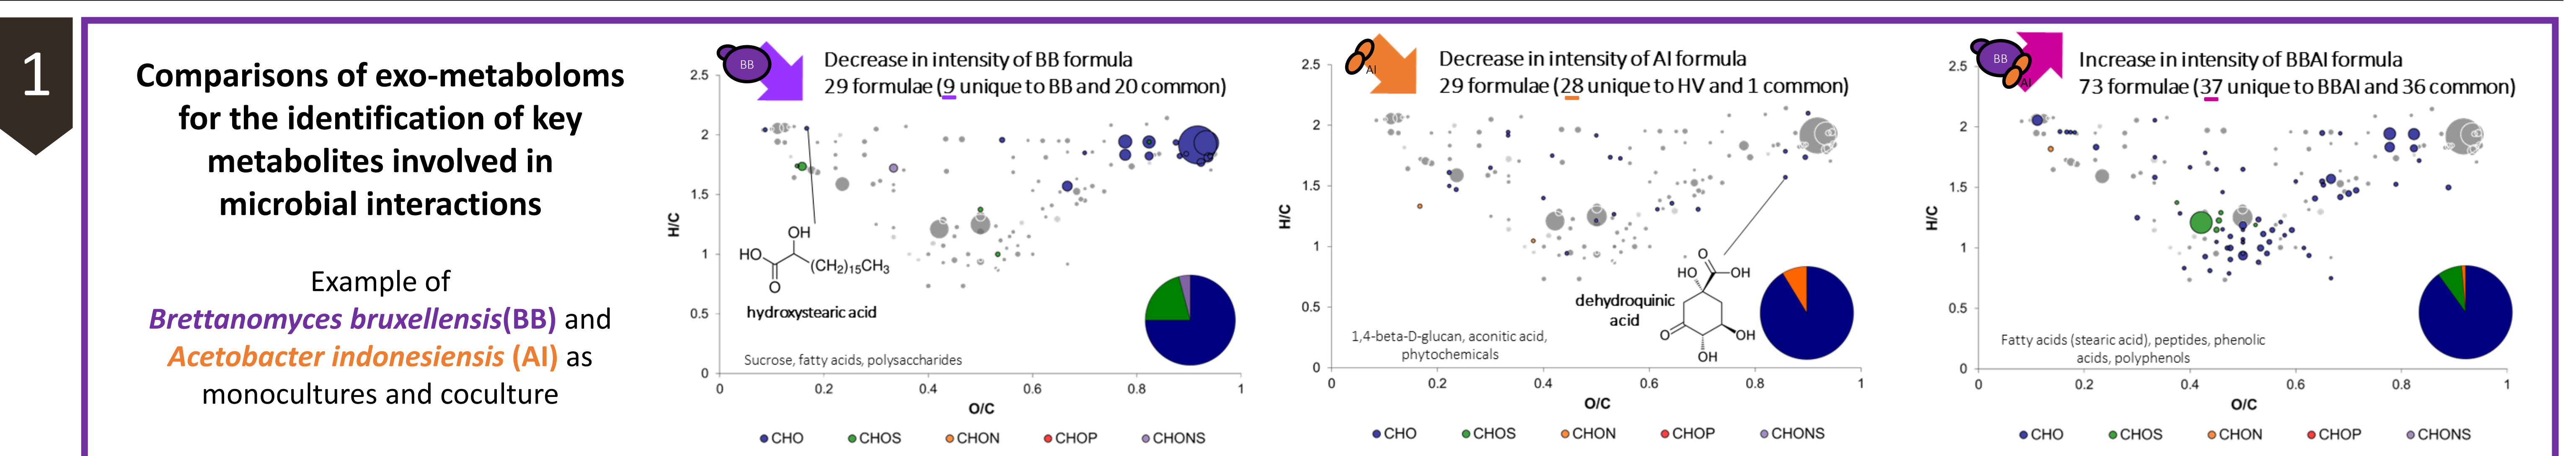 1
Comparisons of exo-metaboloms
for the identification of key
metabolites involved in
microbial interactions
Example of
Brettanomyces bruxellensis(BB) and
Acetobacter indonesiensis (AI) as
monocultures and coculture
BB
Decrease in intensity of BB formula
29 formulae (9 unique to BB and 20 common)
2.5
2
1.5
1
0.5
0
H/C
OH
HO
(CH2)15CH3
O
hydroxystearic acid
Sucrose, fatty acids, polysaccharides
0 0.2 0.4 0.6 0.8 1
O/C
CHO CHOS CHON CHOP CHONS
AI
Decrease in intensity of AI formula
29 formulae (28 unique to HV and 1 common)
2.5
2
1.5
1
0.5
0
H/C
O
HO OH
dehydroquinic
acid
O OH
OH
1,4-beta-D-glucan, aconitic acid,
phytochemicals
0 0.2 0.4 0.6 0.8 1
O/C
CHO CHOS CHON CHOP CHONS
BB
AI
Increase in intensity of BBAI formula
73 formulae (37 unique to BBAI and 36 common)
2.5
2
1.5
1
0.5
0
H/C
Fatty acids (stearic acid), peptides, phenolic
acids, polyphenols
0 0.2 0.4 0.6 0.8 1
O/C
CHO CHOS CHON CHOP CHONS